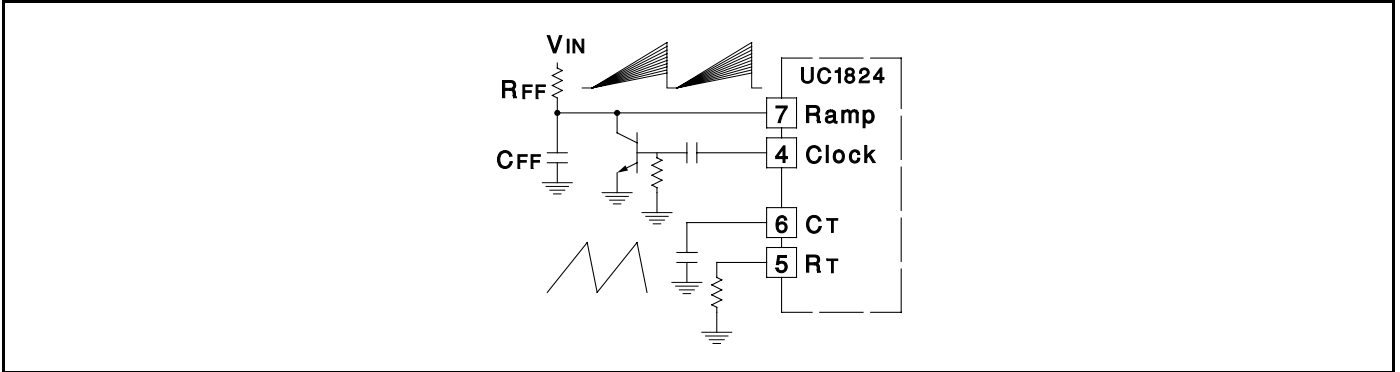 VIN
UC1824
RFF
7 Ramp
CFF
4 Clock
6 CT
5 RT